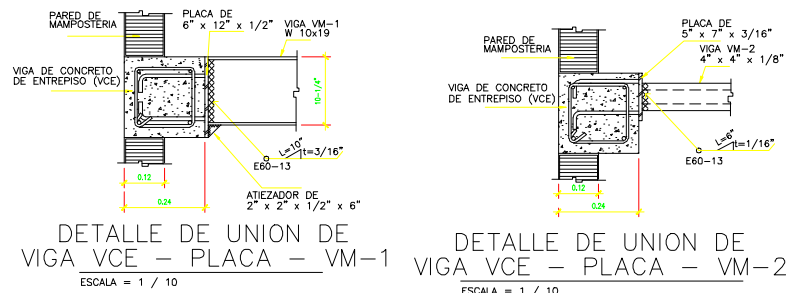 PARED DE
MAMPOSTERIA
PLACA DE
6" x 12" x 1/2"
VIGA VM-1
W 10x19
VIGA DE CONCRETO
DE ENTREPISO (VCE)
10-1/4"
L=10"
t=3/16"
E60-13
0.12
0.24
ATIEZADOR DE
2" x 2" x 1/2" x 6"
DETALLE DE UNION DE
VIGA VCE - PLACA - VM-1
ESCALA = 1 / 10
PARED DE
MAMPOSTERIA
PLACA DE
5" x 7" x 3/16"
VIGA VM-2
4" x 4" x 1/8"
VIGA DE CONCRETO
DE ENTREPISO (VCE)
L=6"
t=1/16"
E60-13
0.12
0.24
DETALLE DE UNION DE
VIGA VCE - PLACA - VM-2
ESCALA = 1 / 10